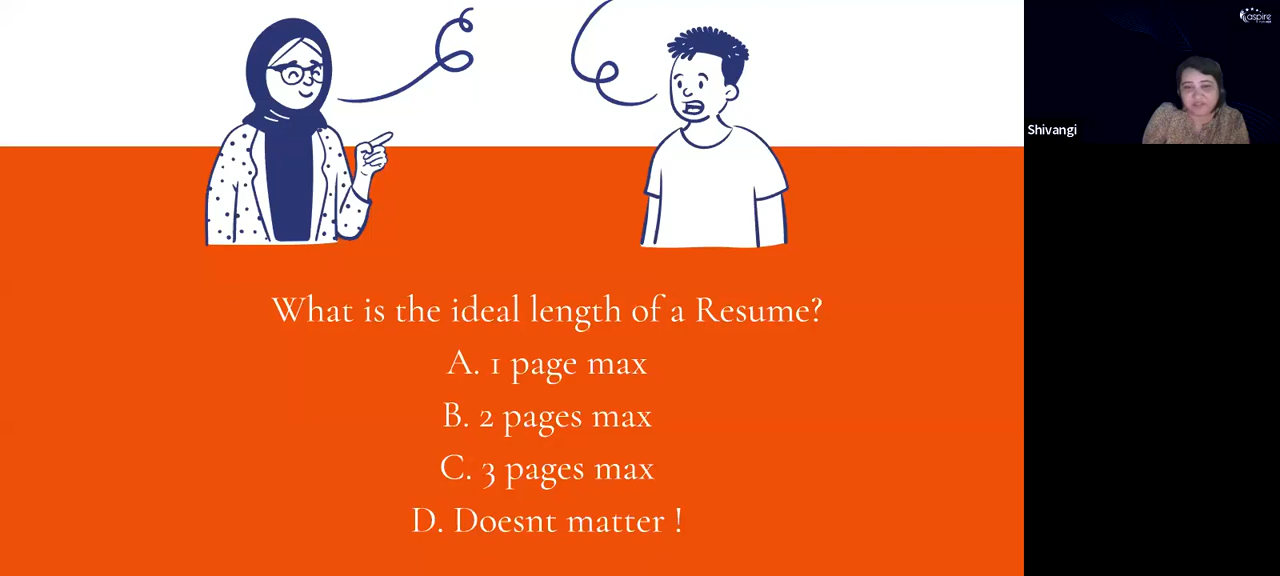 aspire
Shivangi
What is the ideal length of a Resume?
A. 1 page max
B. 2 pages max
C. 3 pages max
D. Doesnt matter !